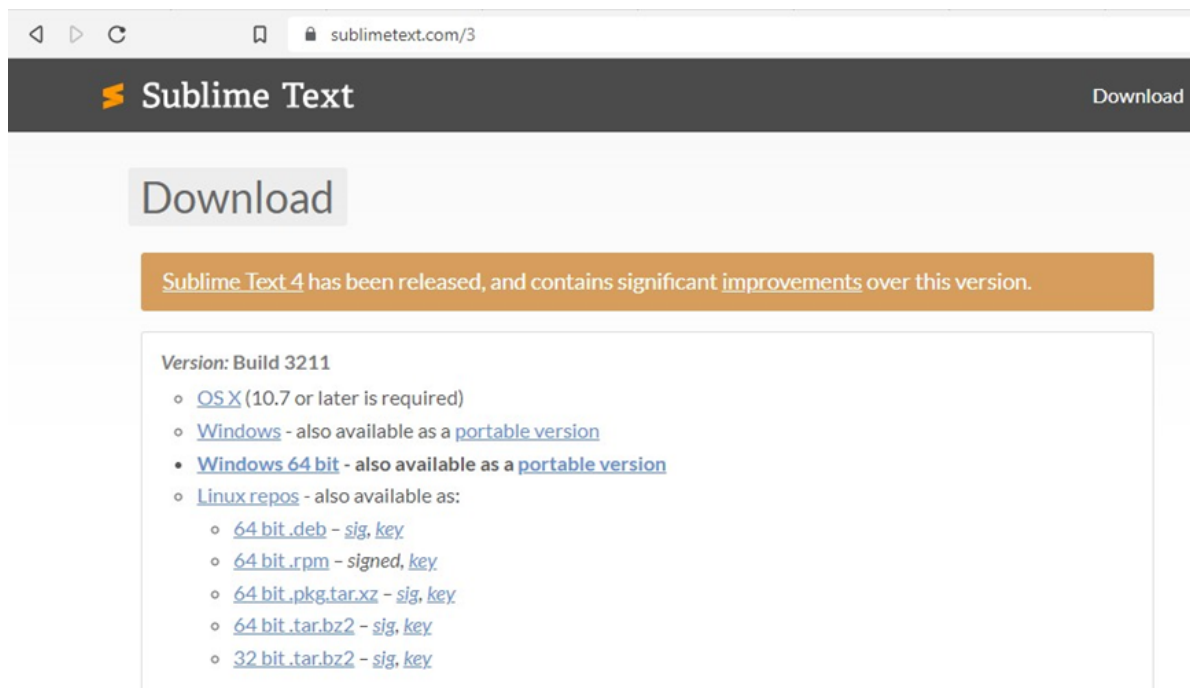 sublimetext.com/3
Sublime Text
Download
Download
Sublime Text 4 has been released, and contains significant improvements over this version.
Version: Build 3211
OS X (10.7 or later is required)
Windows - also available as a portable version
Windows 64 bit - also available as a portable version
Linux repos - also available as:
64 bit .deb – sig, key
64 bit .rpm – signed, key
64 bit .pkg.tar.xz – sig, key
64 bit .tar.bz2 – sig, key
32 bit .tar.bz2 – sig, key